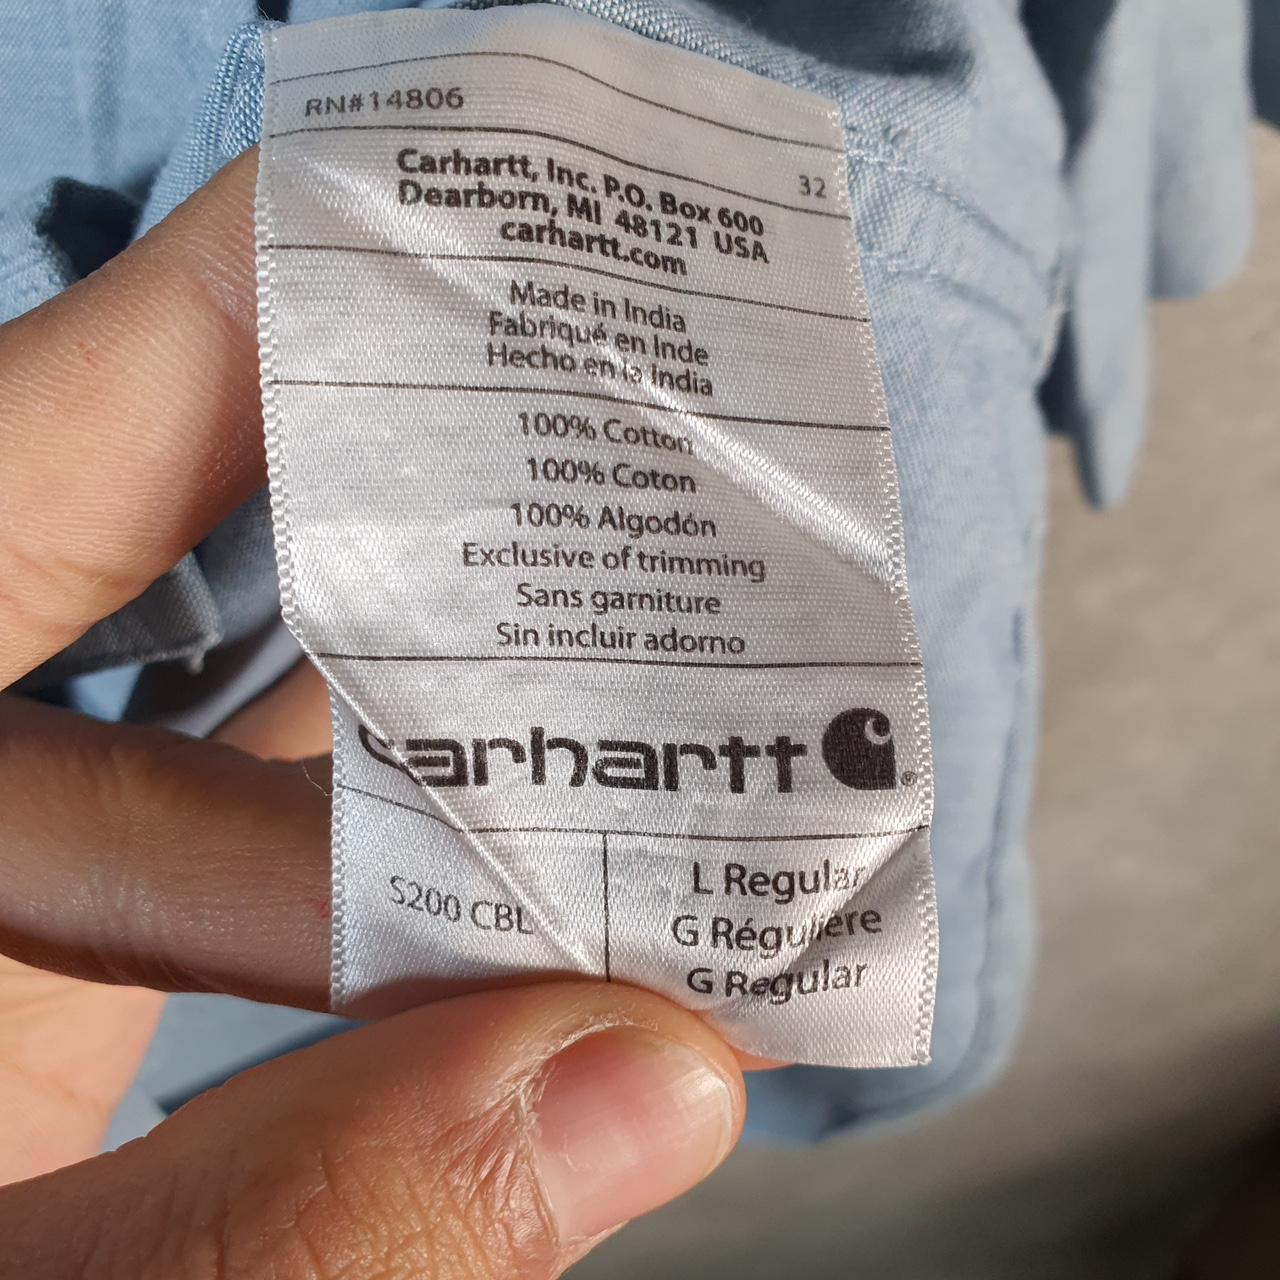 RN#14806
32
Carhartt, Inc. P.O. Box 600
Dearborn, MI 48121 USA
carhartt.com
Made in India
Fabriqué en Inde
Hecho en la India
100% Cotton
100% Coton
100% Algodón
Exclusive of trimming
Sans garniture
Sin incluir adorno
carhartt ®
S200 CBL
L Regular
G Régulière
G Regular